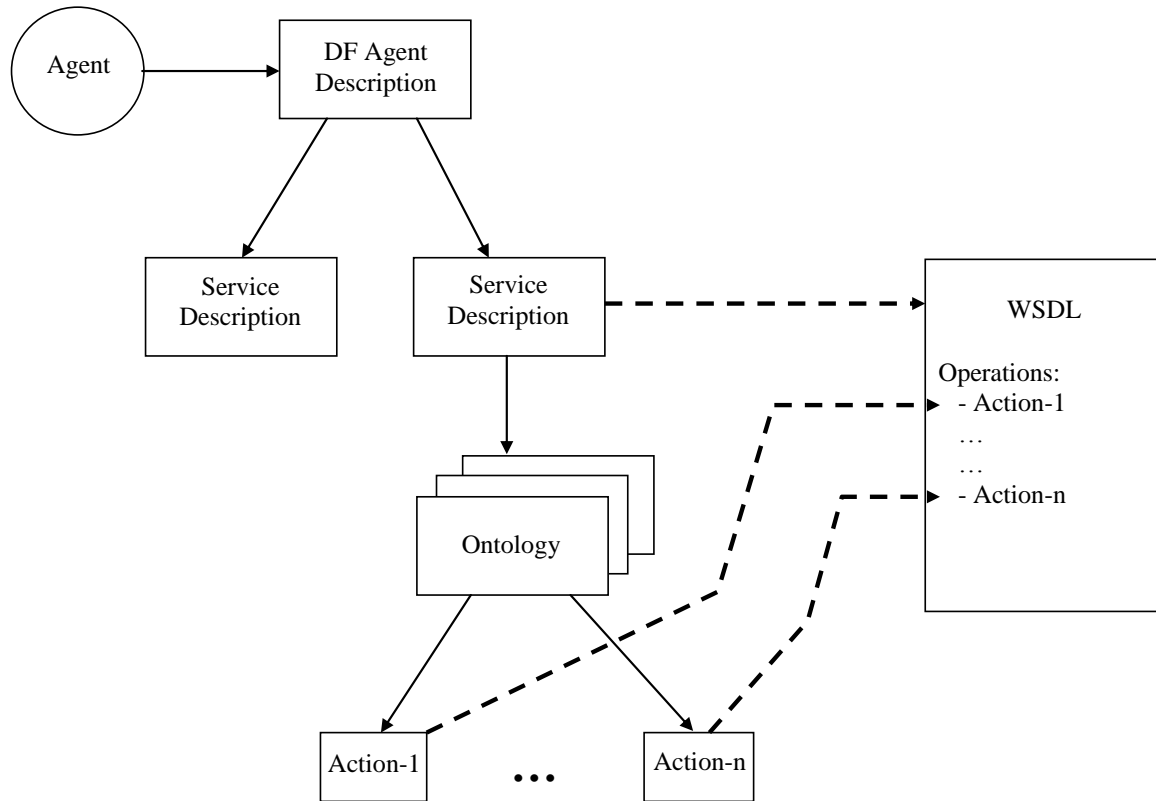 Agent
DF Agent
Description
Service
Description
Service
Description
WSDL
Operations:
- Action-1
…
…
- Action-n
Ontology
Action-1
...
Action-n